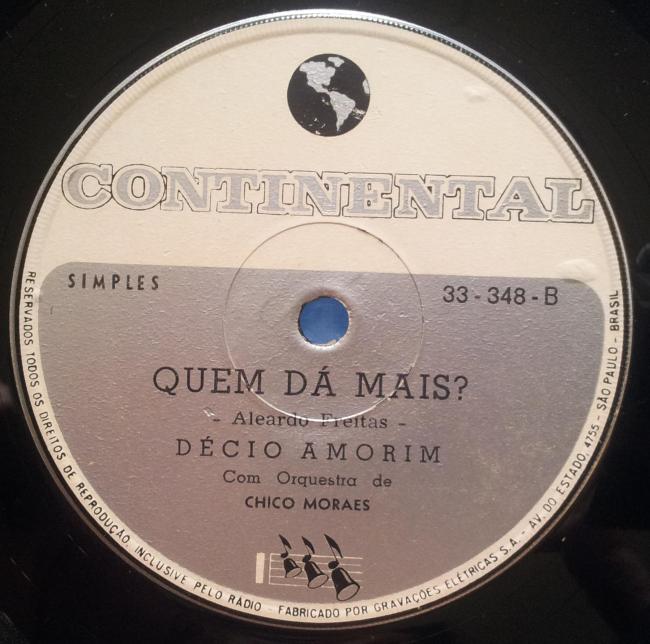 CONTINENTAL
SIMPLES
33-348-B
QUEM DÁ MAIS?
- Aleardo Freitas -
DÉCIO AMORIM
Com Orquestra de
CHICO MORAES
RESERVADOS TODOS OS DIREITOS DE REPRODUÇÃO, INCLUSIVE PELO RÁDIO - FABRICADO POR GRAVAÇÕES ELÉTRICAS S.A. - AV. DO ESTADO, 4755 - SÃO PAULO - BRASIL